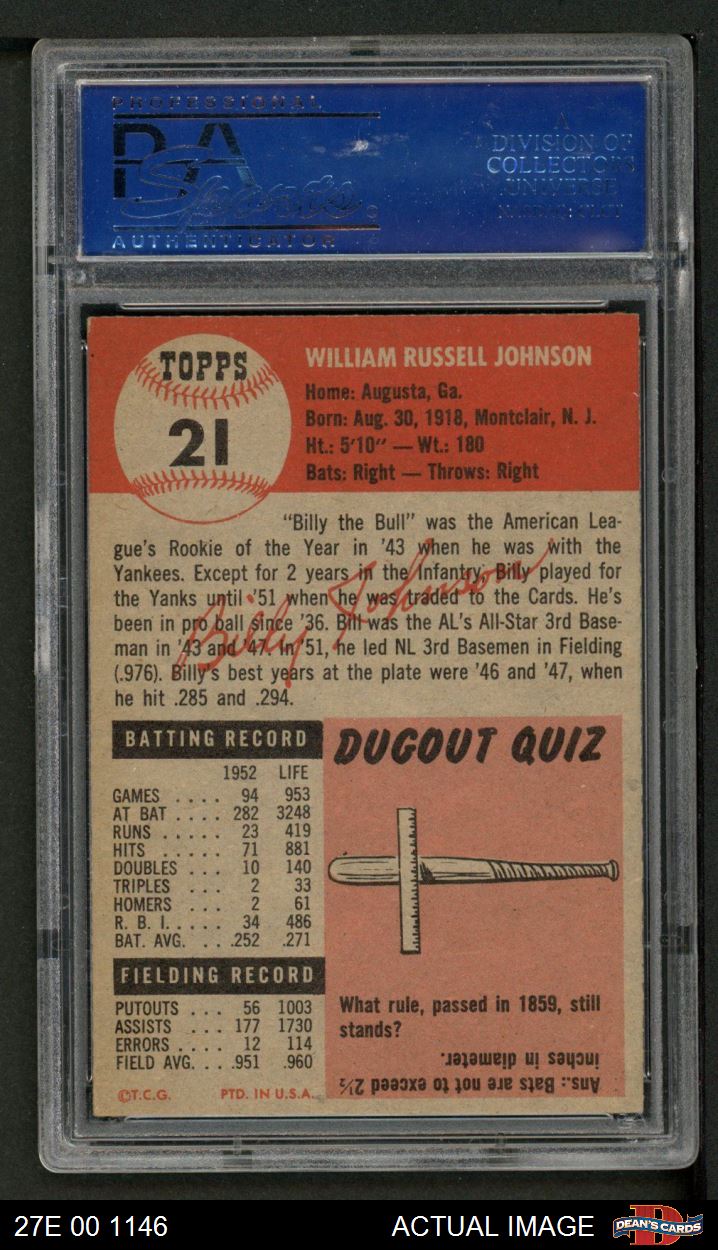 PROFESSIONAL
PSA
Sports
AUTHENTICATOR
A
DIVISION OF
COLLECTORS
UNIVERSE
NASDAQ: CLCT
TOPPS
21
WILLIAM RUSSELL JOHNSON
Home: Augusta, Ga.
Born: Aug. 30, 1918, Montclair, N. J.
Ht.: 5'10" — Wt.: 180
Bats: Right — Throws: Right
"Billy the Bull" was the American Lea-
gue's Rookie of the Year in '43 when he was with the
Yankees. Except for 2 years in the Infantry, Billy played for
the Yanks until '51 when he was traded to the Cards. He's
been in pro ball since '36. Bill was the AL's All-Star 3rd Base-
man in '43 and '47. In '51, he led NL 3rd Basemen in Fielding
(.976). Billy's best years at the plate were '46 and '47, when
he hit .285 and .294.
Billy Johnson
BATTING RECORD
1952 LIFE
GAMES .... 94 953
AT BAT .... 282 3248
RUNS ..... 23 419
HITS ..... 71 881
DOUBLES ... 10 140
TRIPLES ... 2 33
HOMERS ... 2 61
R. B. I. .... 34 486
BAT. AVG. ... .252 .271
FIELDING RECORD
PUTOUTS ... 56 1003
ASSISTS ... 177 1730
ERRORS .... 12 114
FIELD AVG. ... .951 .960
©T.C.G. PTD. IN U.S.A.
DUGOUT QUIZ
What rule, passed in 1859, still
stands?
Ans.: Bats are not to exceed 2½
inches in diameter.
27E 00 1146
ACTUAL IMAGE
DEAN'S CARDS